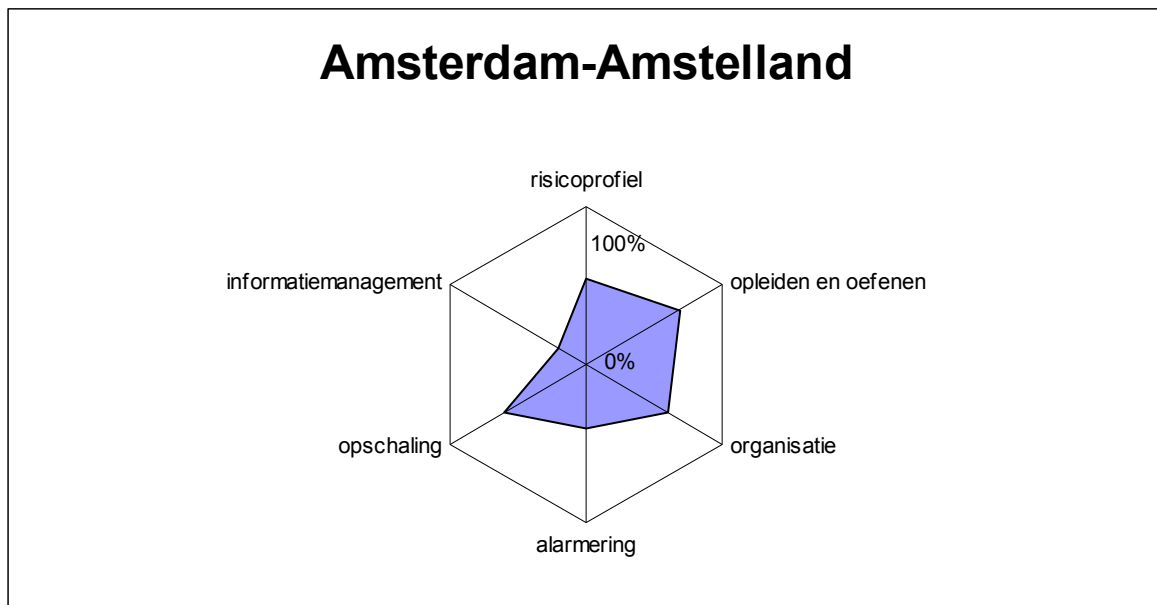 Amsterdam-Amstelland
risicoprofiel
100%
informatiemanagement
opleiden en oefenen
0%
opschaling
organisatie
alarmering